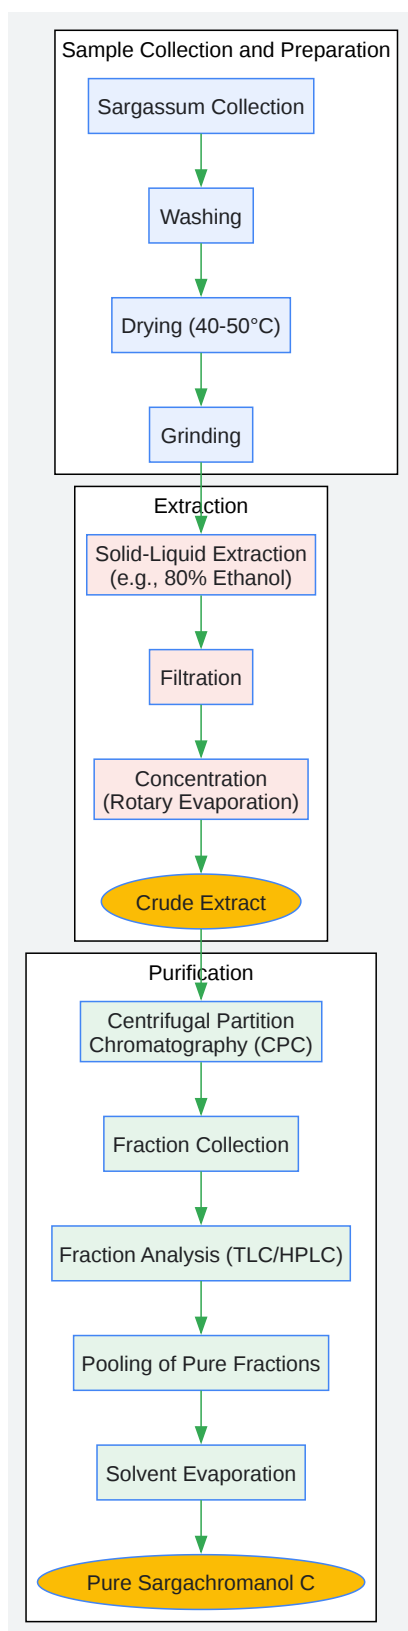 Sample Collection and Preparation
Sargassum Collection
Washing
Drying (40-50°C)
Grinding
Extraction
Solid-Liquid Extraction
(e.g., 80% Ethanol)
Filtration
Concentration
(Rotary Evaporation)
Crude Extract
Purification
Centrifugal Partition
Chromatography (CPC)
Fraction Collection
Fraction Analysis (TLC/HPLC)
Pooling of Pure Fractions
Solvent Evaporation
Pure Sargachromanol C